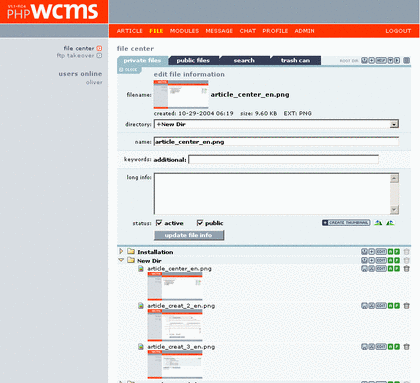 phpwcms
ARTICLE FILE MODULES MESSAGE CHAT PROFILE ADMIN LOGOUT
file center
ftp takeover
users online
oliver
file center
private files public files search trash can
edit file information
filename: article_center_en.png
created: 10-29-2004 06:19 size: 9.60 KB EXT: PNG
directory: +New Dir
name: article_center_en.png
keywords: additional:
long info:
status: active public CREATE THUMBNAIL
update file info
Installation
New Dir
article_center_en.png
article_creat_2_en.png
article_creat_3_en.png